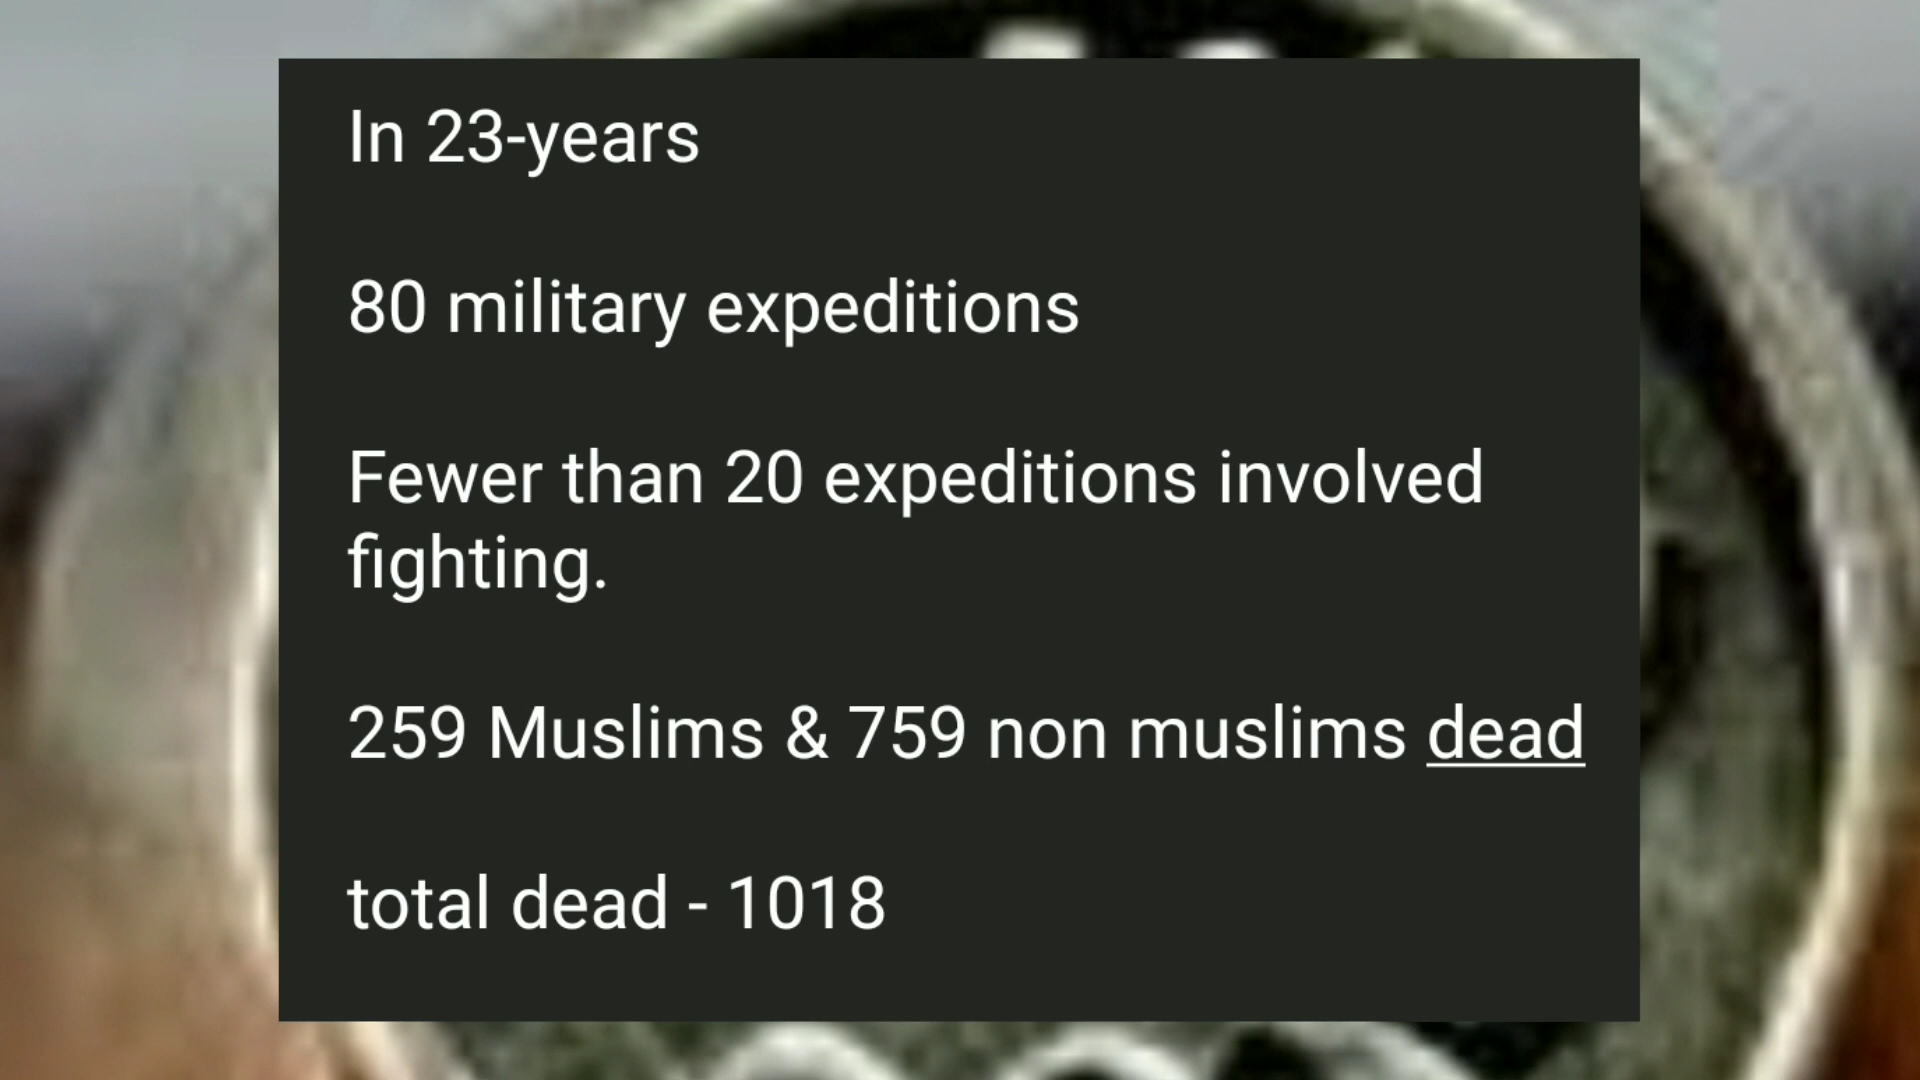 In 23-years
80 military expeditions
Fewer than 20 expeditions involved
fighting.
259 Muslims & 759 non muslims dead
total dead - 1018